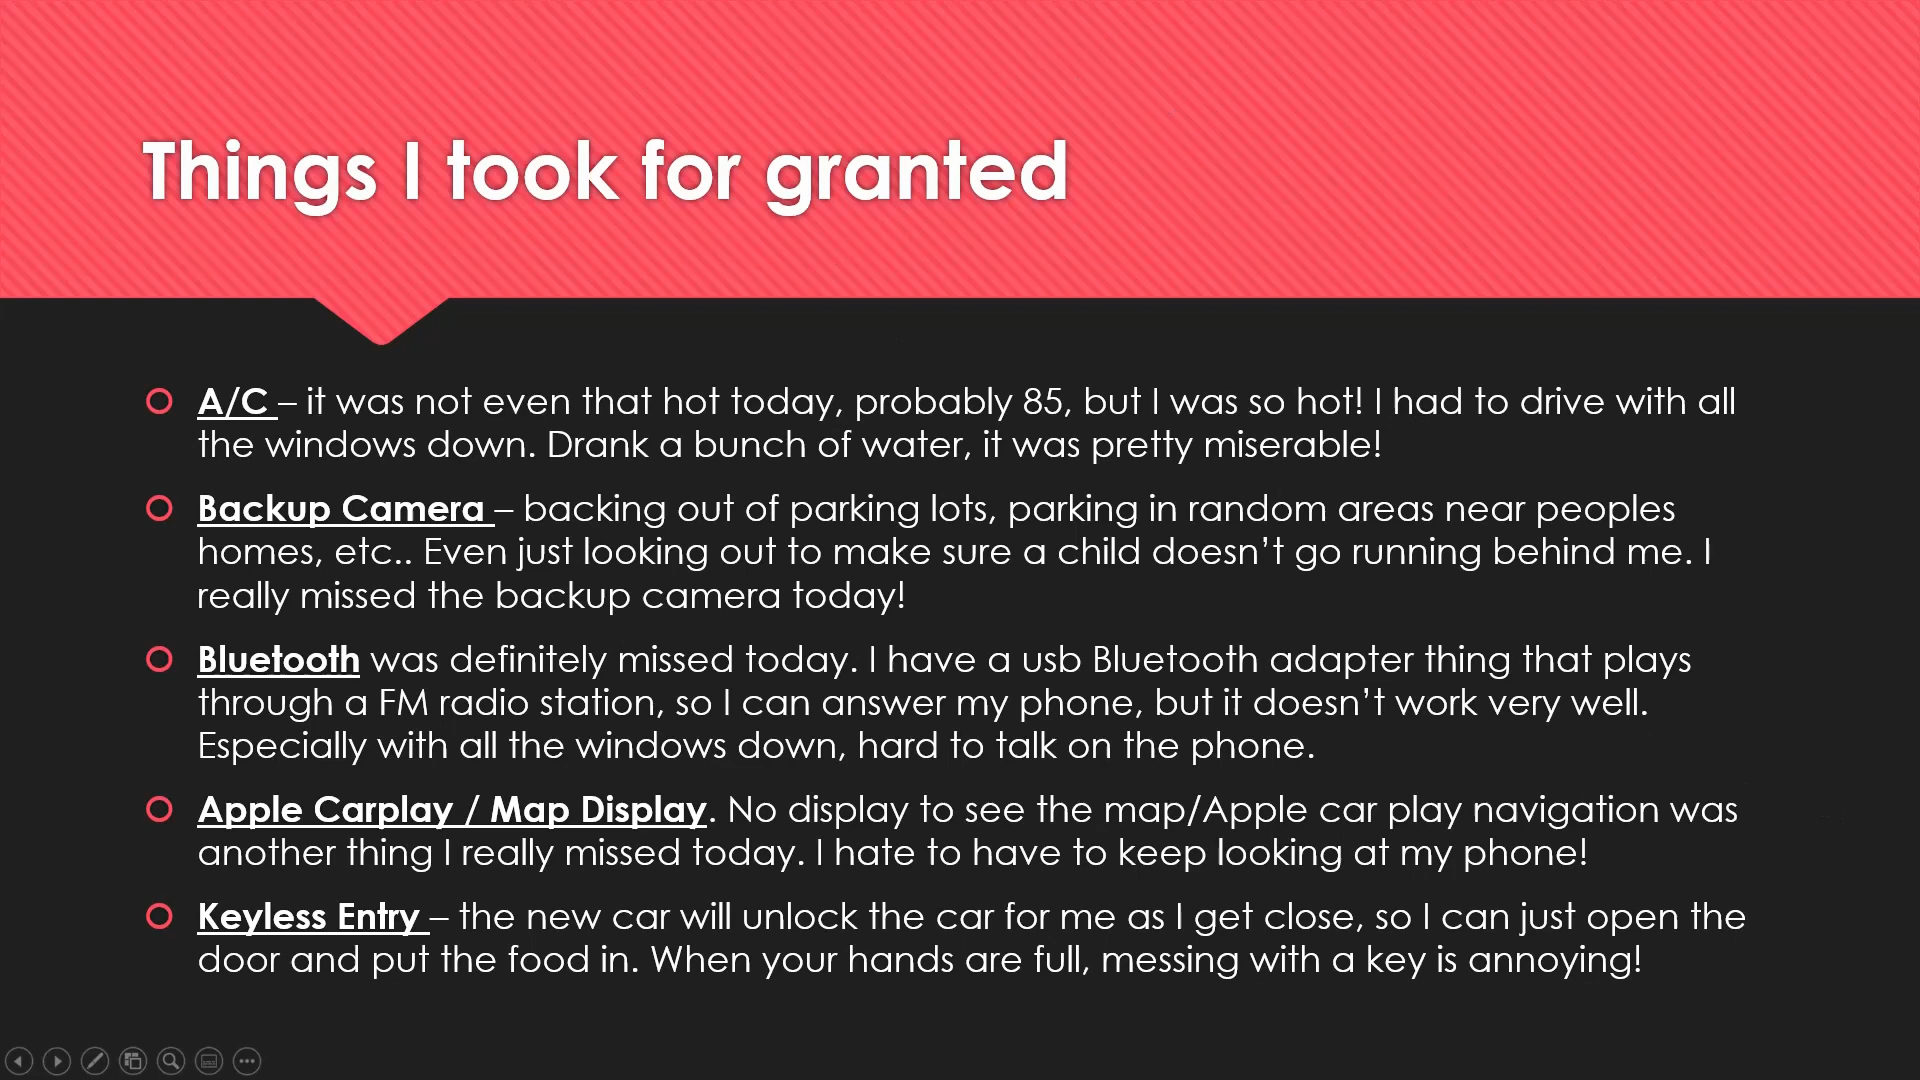 Things I took for granted
A/C – it was not even that hot today, probably 85, but I was so hot! I had to drive with all
the windows down. Drank a bunch of water, it was pretty miserable!
Backup Camera – backing out of parking lots, parking in random areas near peoples
homes, etc.. Even just looking out to make sure a child doesn’t go running behind me. I
really missed the backup camera today!
Bluetooth was definitely missed today. I have a usb Bluetooth adapter thing that plays
through a FM radio station, so I can answer my phone, but it doesn’t work very well.
Especially with all the windows down, hard to talk on the phone.
Apple Carplay / Map Display. No display to see the map/Apple car play navigation was
another thing I really missed today. I hate to have to keep looking at my phone!
Keyless Entry – the new car will unlock the car for me as I get close, so I can just open the
door and put the food in. When your hands are full, messing with a key is annoying!